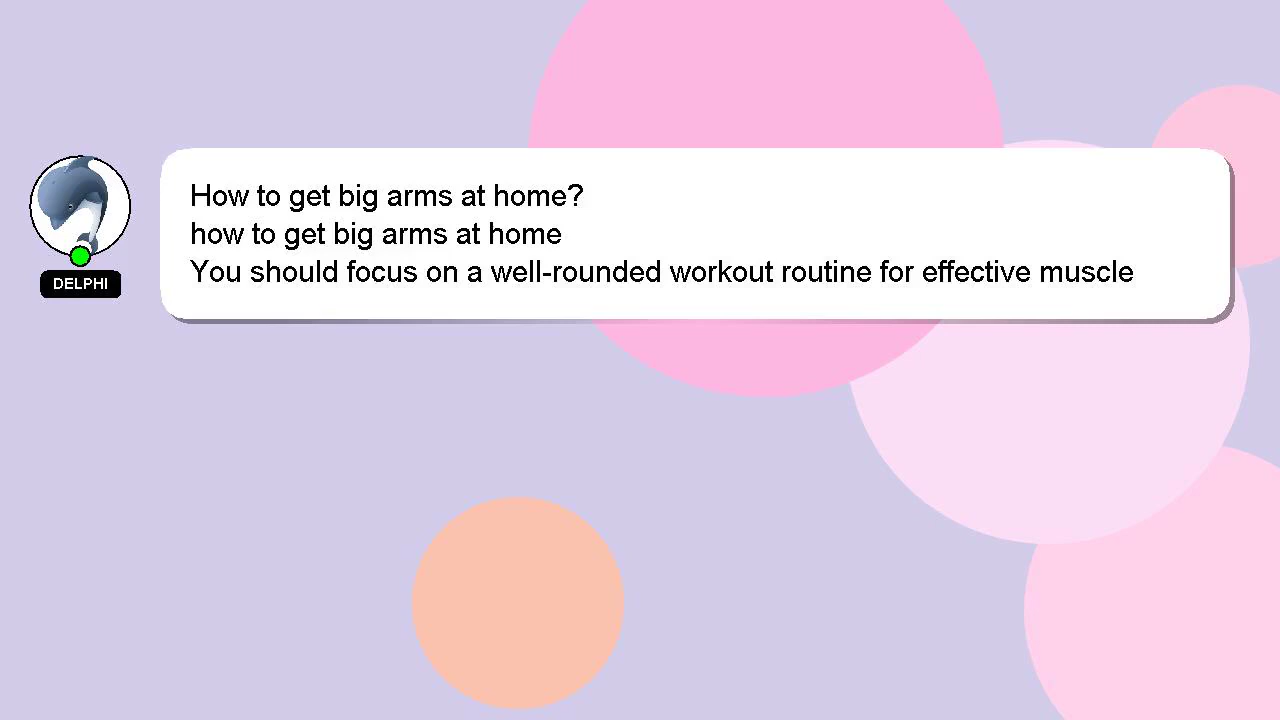 How to get big arms at home?
how to get big arms at home
You should focus on a well-rounded workout routine for effective muscle
DELPHI